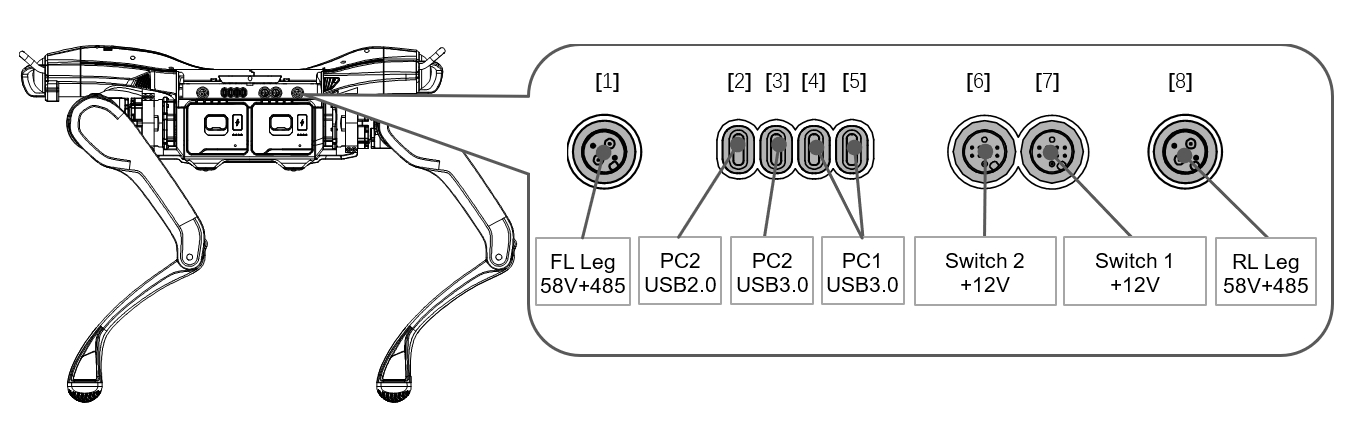 [1] [2] [3] [4] [5] [6] [7] [8]
FL Leg
58V+485
PC2
USB2.0
PC2
USB3.0
PC1
USB3.0
Switch 2
+12V
Switch 1
+12V
RL Leg
58V+485